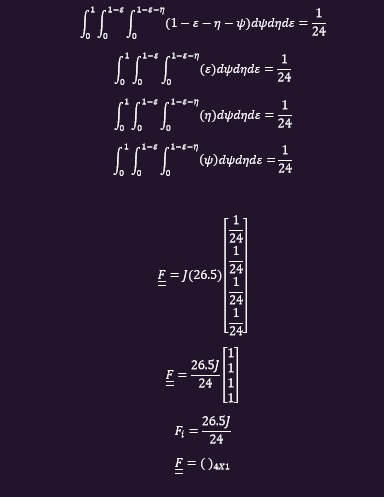 ∫₀¹ ∫₀^{1−ε} ∫₀^{1−ε−η} (1 − ε − η − ψ)dψdηdε = 1/24
∫₀¹ ∫₀^{1−ε} ∫₀^{1−ε−η} (ε)dψdηdε = 1/24
∫₀¹ ∫₀^{1−ε} ∫₀^{1−ε−η} (η)dψdηdε = 1/24
∫₀¹ ∫₀^{1−ε} ∫₀^{1−ε−η} (ψ)dψdηdε = 1/24
F = J(26.5) [1/24 1/24 1/24 1/24]
F = 26.5J/24 [1 1 1 1]
Fᵢ = 26.5J/24
F = ( )₄ₓ₁